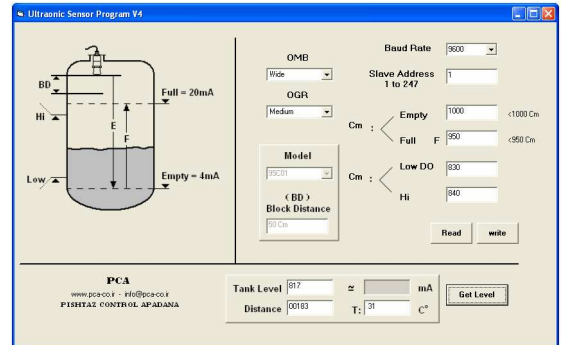 Ultraonic Sensor Program V4
BD
Full = 20mA
Hi
E
F
Low
Empty = 4mA
OMB
Wide
OGR
Medium
Model
95C01
( BD )
Block Distance
50 Cm
Baud Rate 9600
Slave Address 1
1 to 247
Cm : Empty 1000 <1000 Cm
Full F 950 <950 Cm
Cm : Low DO 830
Hi 840
Read write
PCA
www.pca-co.ir - info@pca-co.ir
PISHTAZ CONTROL APADANA
Tank Level 817 ≈ mA
Distance 00183 T: 31 C°
Get Level